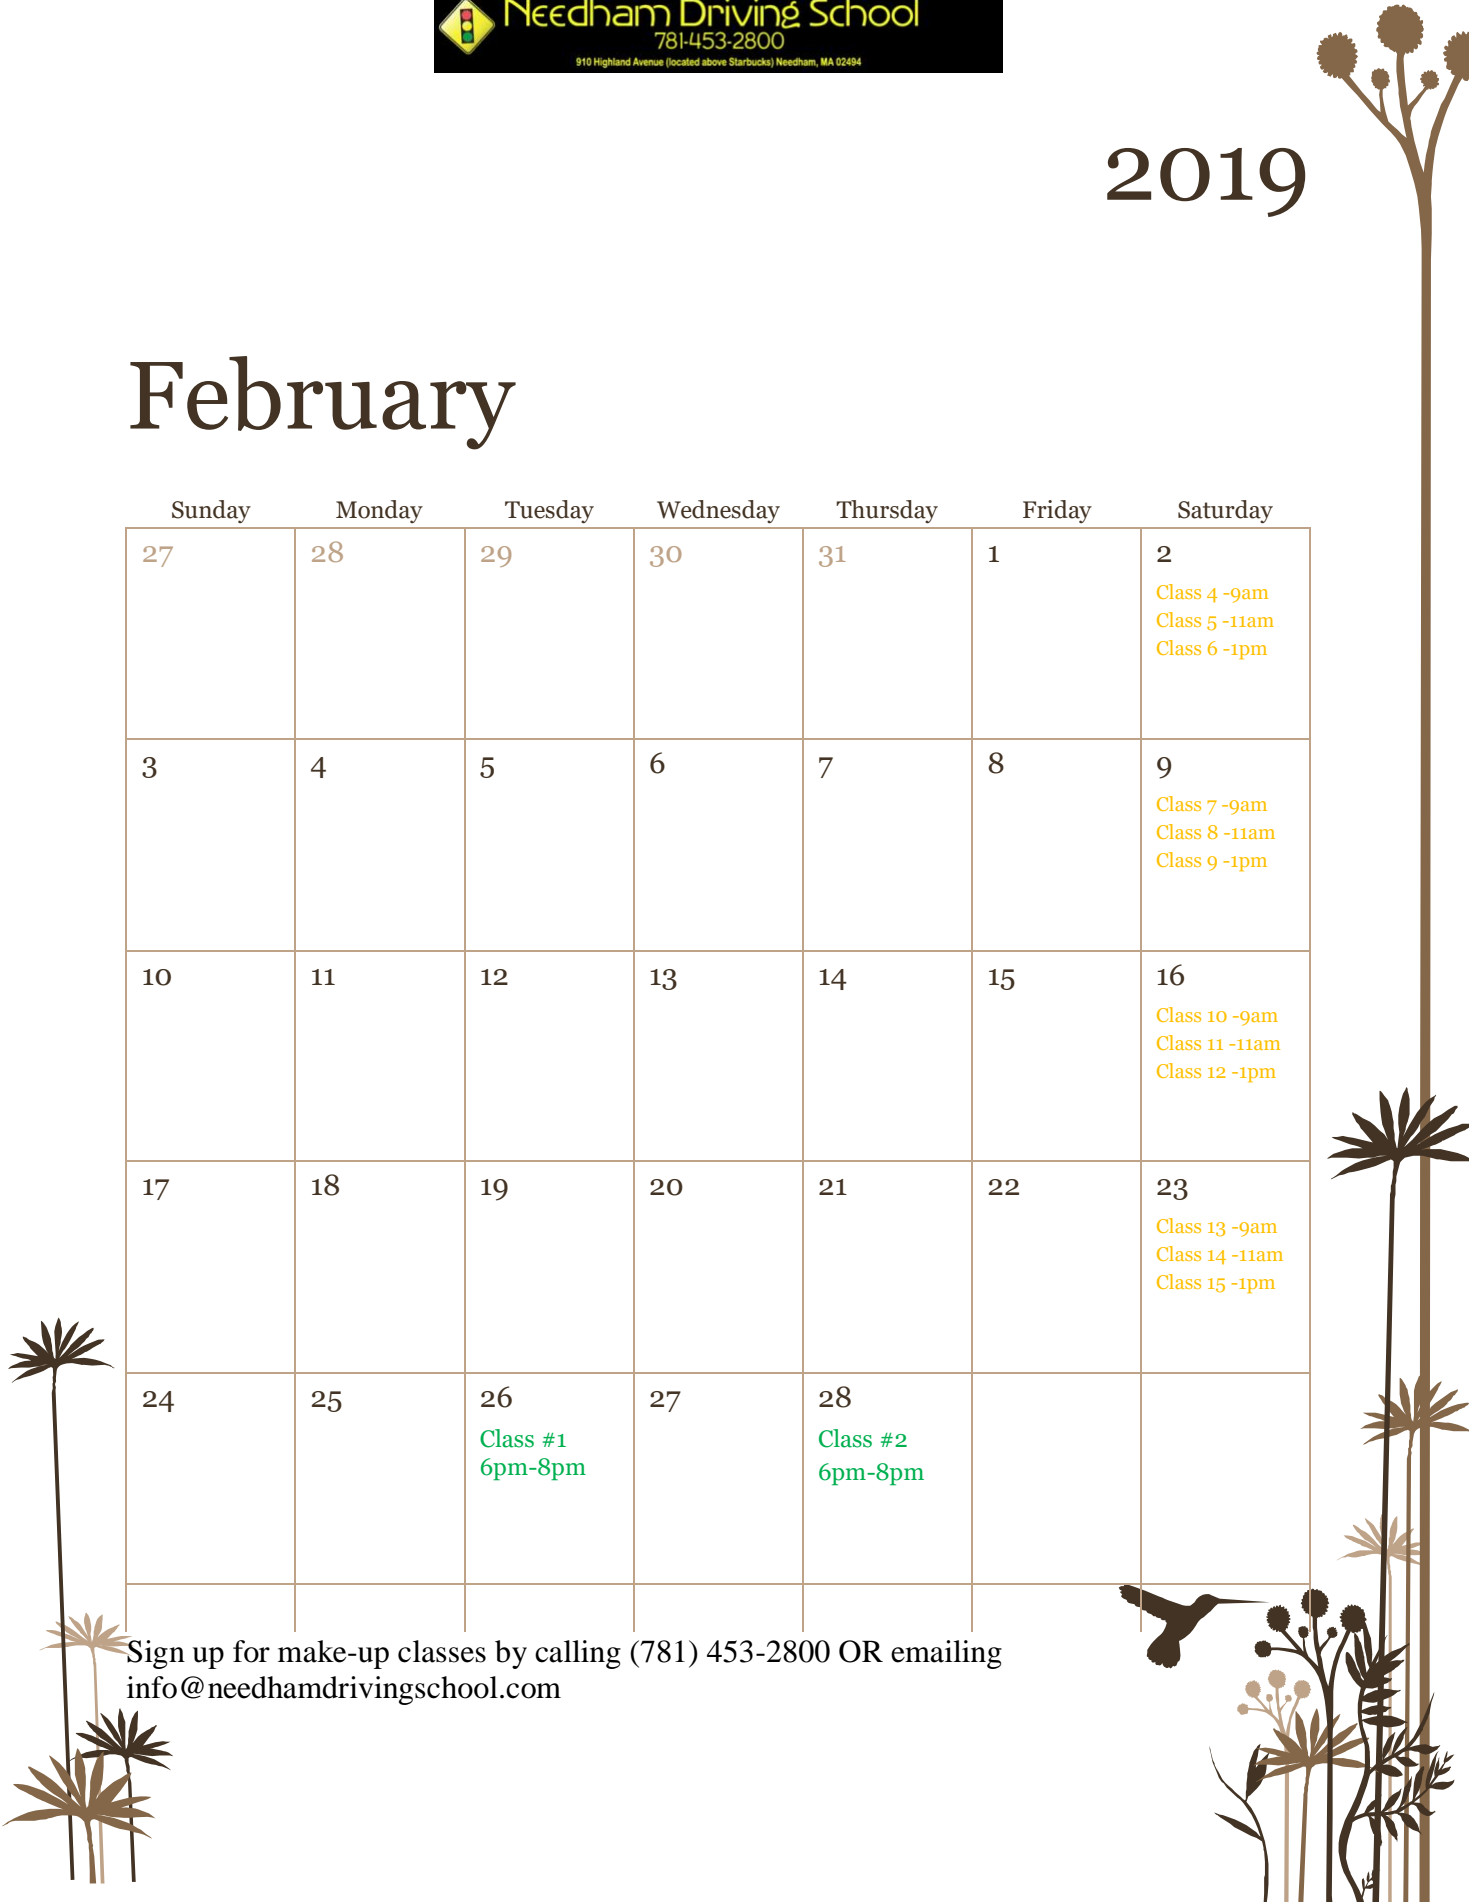 Needham Driving School
781-453-2800
910 Highland Avenue (located above Starbucks) Needham, MA 02494
2019
February
Sunday Monday Tuesday Wednesday Thursday Friday Saturday
27 28 29 30 31 1 2
Class 4 -9am
Class 5 -11am
Class 6 -1pm
3 4 5 6 7 8 9
Class 7 -9am
Class 8 -11am
Class 9 -1pm
10 11 12 13 14 15 16
Class 10 -9am
Class 11 -11am
Class 12 -1pm
17 18 19 20 21 22 23
Class 13 -9am
Class 14 -11am
Class 15 -1pm
24 25 26 27 28
Class #1 Class #2
6pm-8pm 6pm-8pm
Sign up for make-up classes by calling (781) 453-2800 OR emailing
info@needhamdrivingschool.com